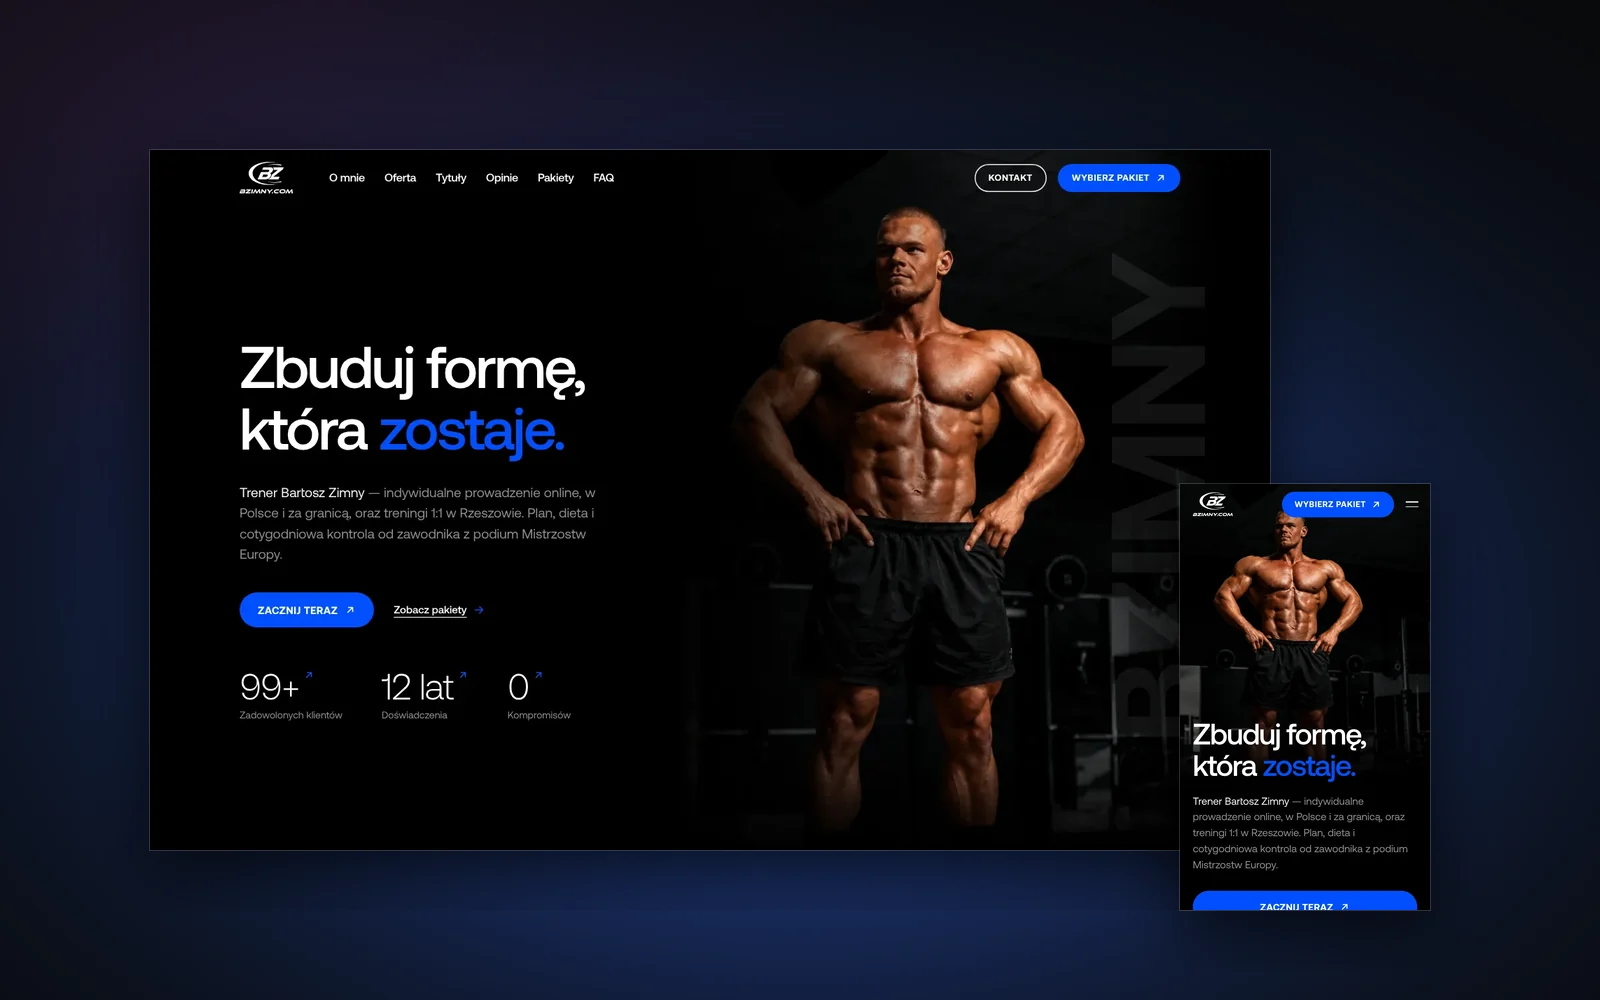 BZ
BZIMNY.COM
O mnie
Oferta
Tytuły
Opinie
Pakiety
FAQ
KONTAKT
WYBIERZ PAKIET
Zbuduj formę,
która zostaje.
Trener Bartosz Zimny — indywidualne prowadzenie online, w
Polsce i za granicą, oraz treningi 1:1 w Rzeszowie. Plan, dieta i
cotygodniowa kontrola od zawodnika z podium Mistrzostw
Europy.
ZACZNIJ TERAZ
Zobacz pakiety
99+
Zadowolonych klientów
12 lat
Doświadczenia
0
Kompromisów
BZIMNY
BZ
BZIMNY.COM
WYBIERZ PAKIET
Zbuduj formę,
która zostaje.
Trener Bartosz Zimny — indywidualne
prowadzenie online, w Polsce i za granicą, oraz
treningi 1:1 w Rzeszowie. Plan, dieta i
cotygodniowa kontrola od zawodnika z podium
Mistrzostw Europy.
ZACZNIJ TERAZ